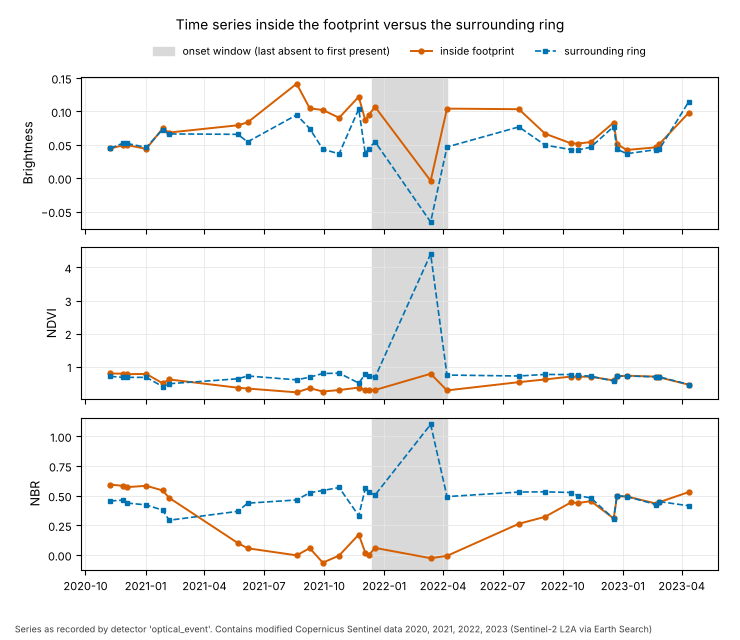 Time series inside the footprint versus the surrounding ring
onset window (last absent to first present) inside footprint surrounding ring
Brightness
0.15
0.10
0.05
0.00
−0.05
NDVI
4
3
2
1
NBR
1.00
0.75
0.50
0.25
0.00
2020-10 2021-01 2021-04 2021-07 2021-10 2022-01 2022-04 2022-07 2022-10 2023-01 2023-04
Series as recorded by detector 'optical_event'. Contains modified Copernicus Sentinel data 2020, 2021, 2022, 2023 (Sentinel-2 L2A via Earth Search)